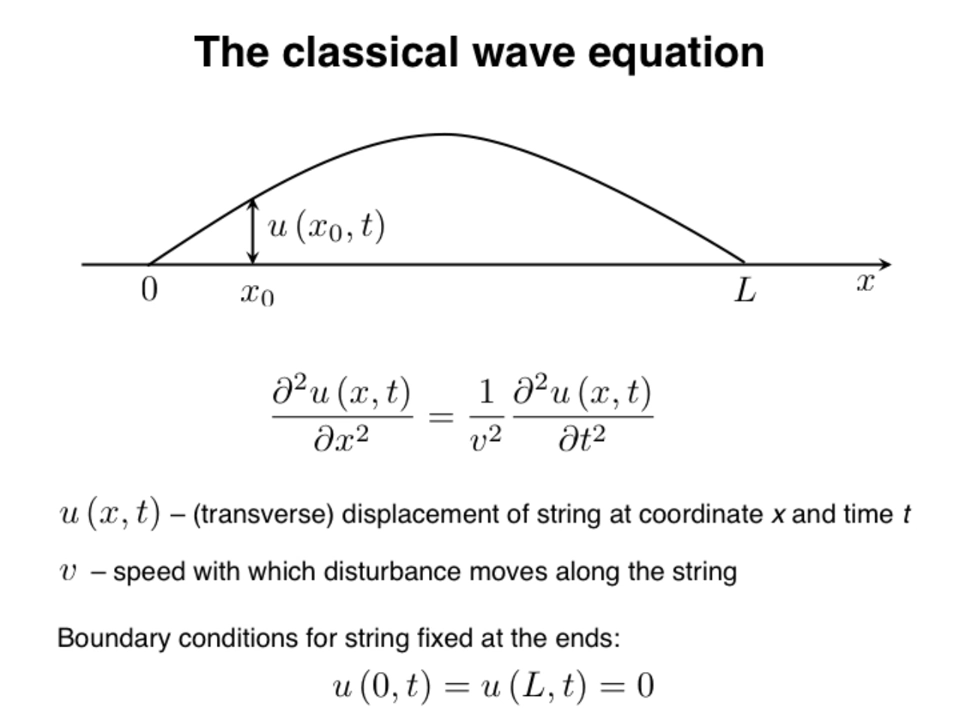 The classical wave equation
u (x₀, t)
0 x₀ L x
∂²u (x, t) / ∂x² = 1 / v² ∂²u (x, t) / ∂t²
u (x, t) – (transverse) displacement of string at coordinate x and time t
v – speed with which disturbance moves along the string
Boundary conditions for string fixed at the ends:
u (0, t) = u (L, t) = 0